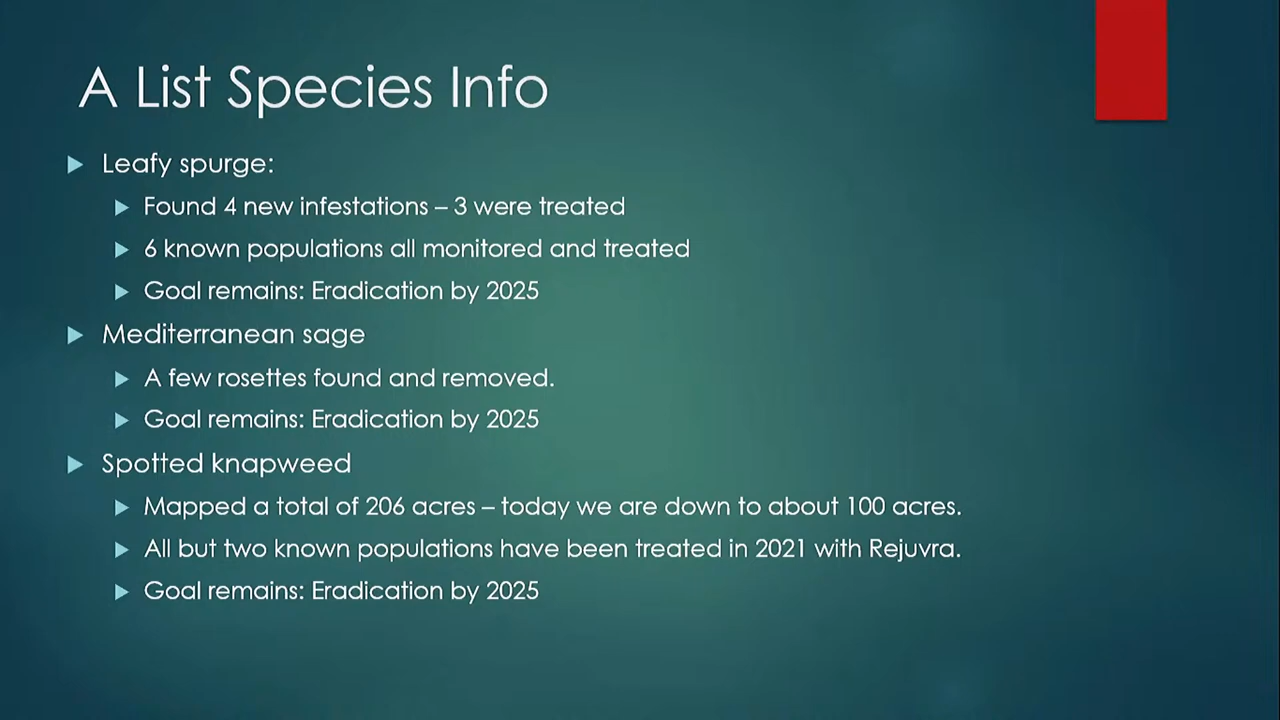 A List Species Info
Leafy spurge:
Found 4 new infestations – 3 were treated
6 known populations all monitored and treated
Goal remains: Eradication by 2025
Mediterranean sage
A few rosettes found and removed.
Goal remains: Eradication by 2025
Spotted knapweed
Mapped a total of 206 acres – today we are down to about 100 acres.
All but two known populations have been treated in 2021 with Rejuvra.
Goal remains: Eradication by 2025